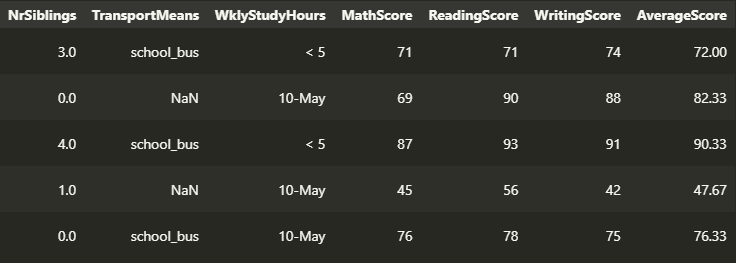 NrSiblings TransportMeans WklyStudyHours MathScore ReadingScore WritingScore AverageScore
3.0 school_bus < 5 71 71 74 72.00
0.0 NaN 10-May 69 90 88 82.33
4.0 school_bus < 5 87 93 91 90.33
1.0 NaN 10-May 45 56 42 47.67
0.0 school_bus 10-May 76 78 75 76.33